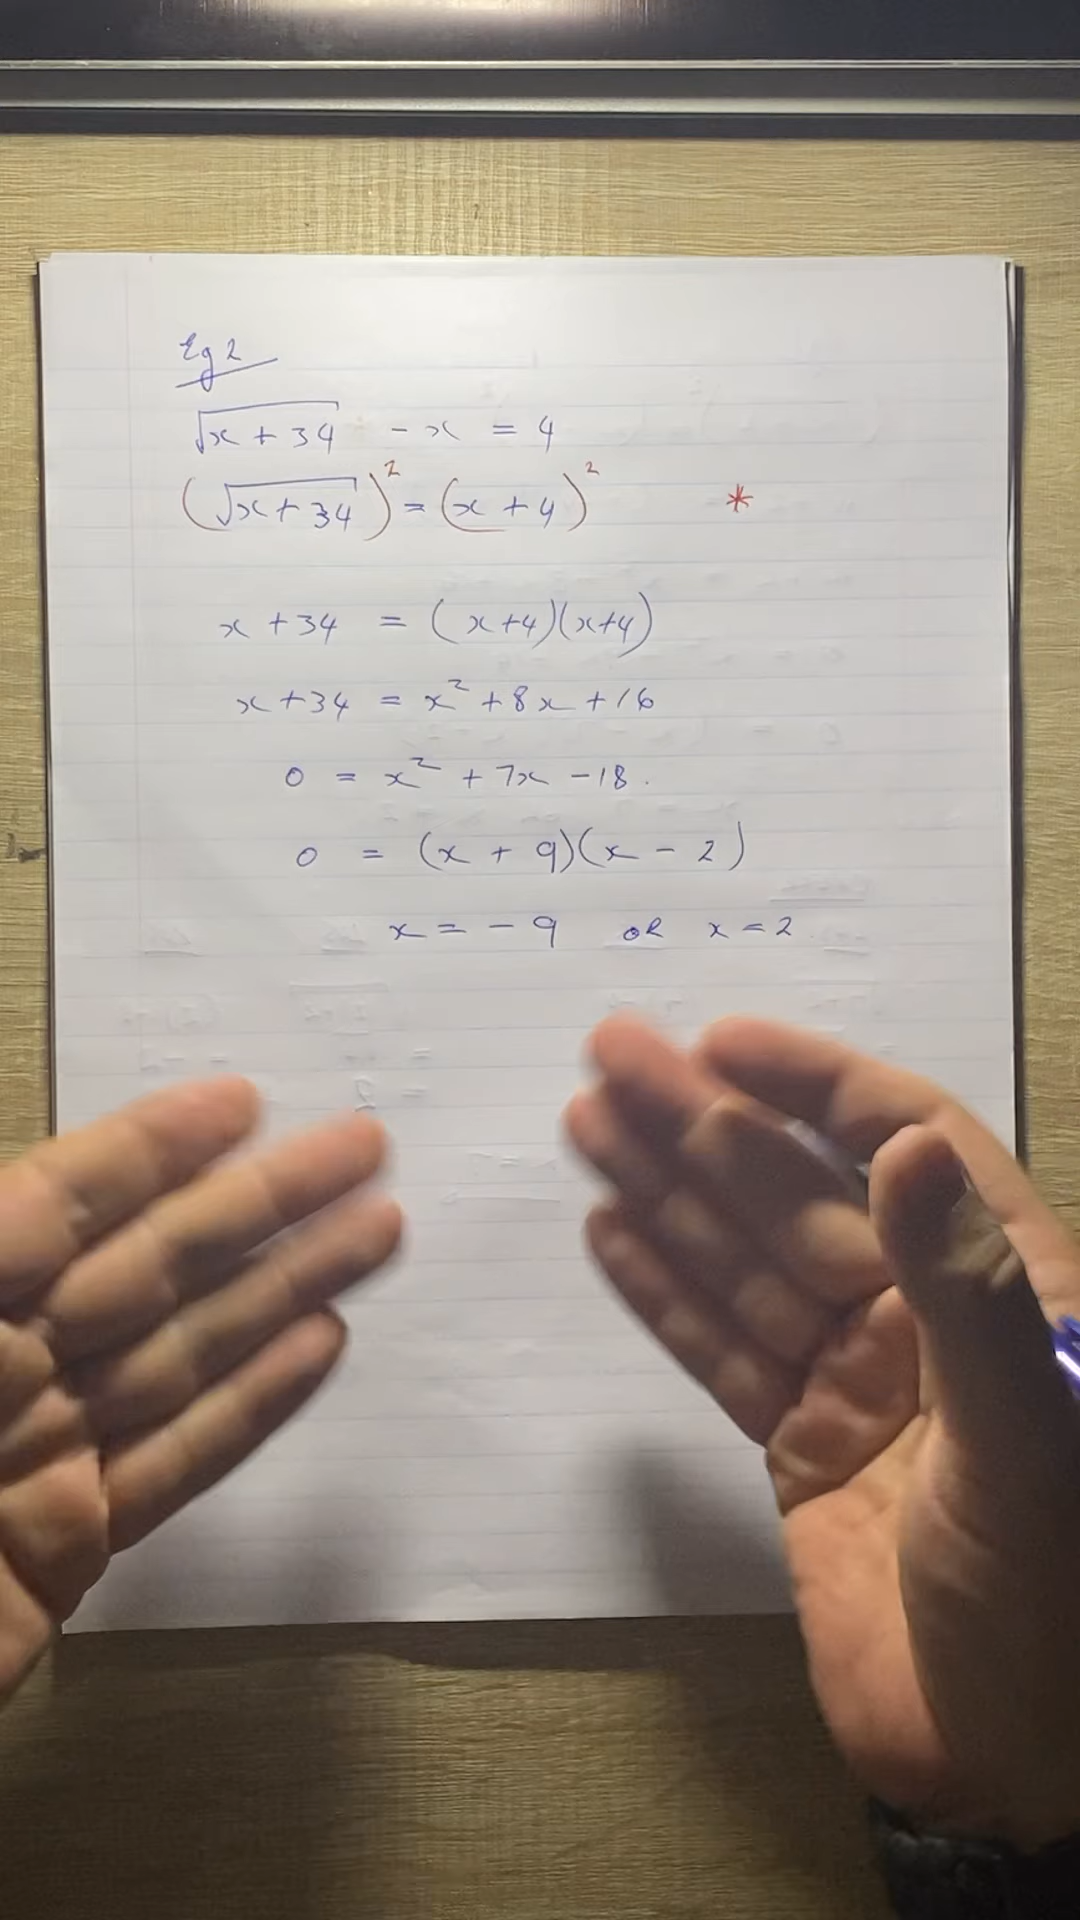 Eg 2
√x + 34 - x = 4
(√x + 34)² = (x + 4)² *
x + 34 = (x+4)(x+4)
x + 34 = x² + 8x + 16
0 = x² + 7x - 18.
0 = (x + 9)(x - 2)
x = - 9 OR x = 2